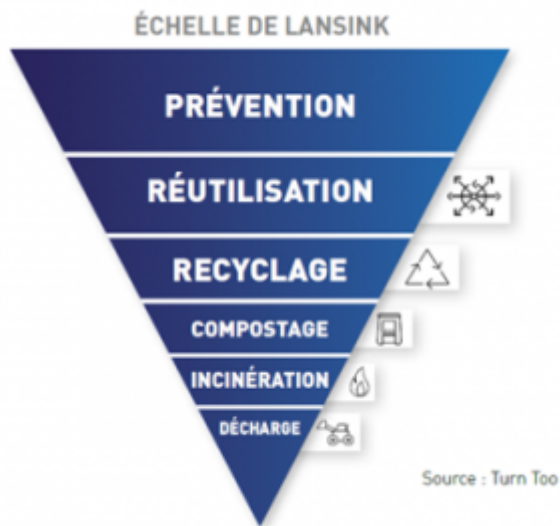 ÉCHELLE DE LANSINK
PRÉVENTION
RÉUTILISATION
RECYCLAGE
COMPOSTAGE
INCINÉRATION
DÉCHARGE
Source : Turn Too